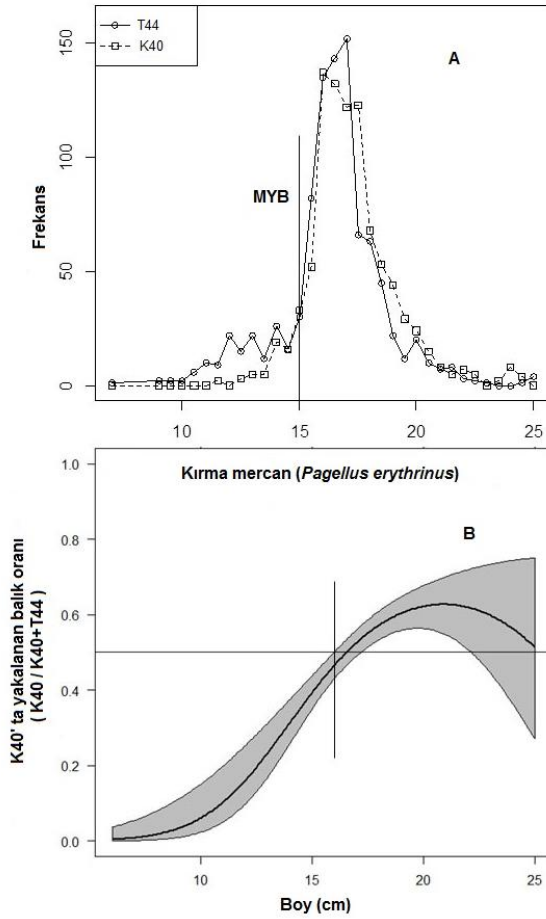 T44
K40
A
MYB
Frekans
150
100
50
0
10
15
20
25
Kırma mercan (Pagellus erythrinus)
B
K40' ta yakalanan balık oranı
( K40 / K40+T44 )
1.0
0.8
0.6
0.4
0.2
0.0
10
15
20
25
Boy (cm)